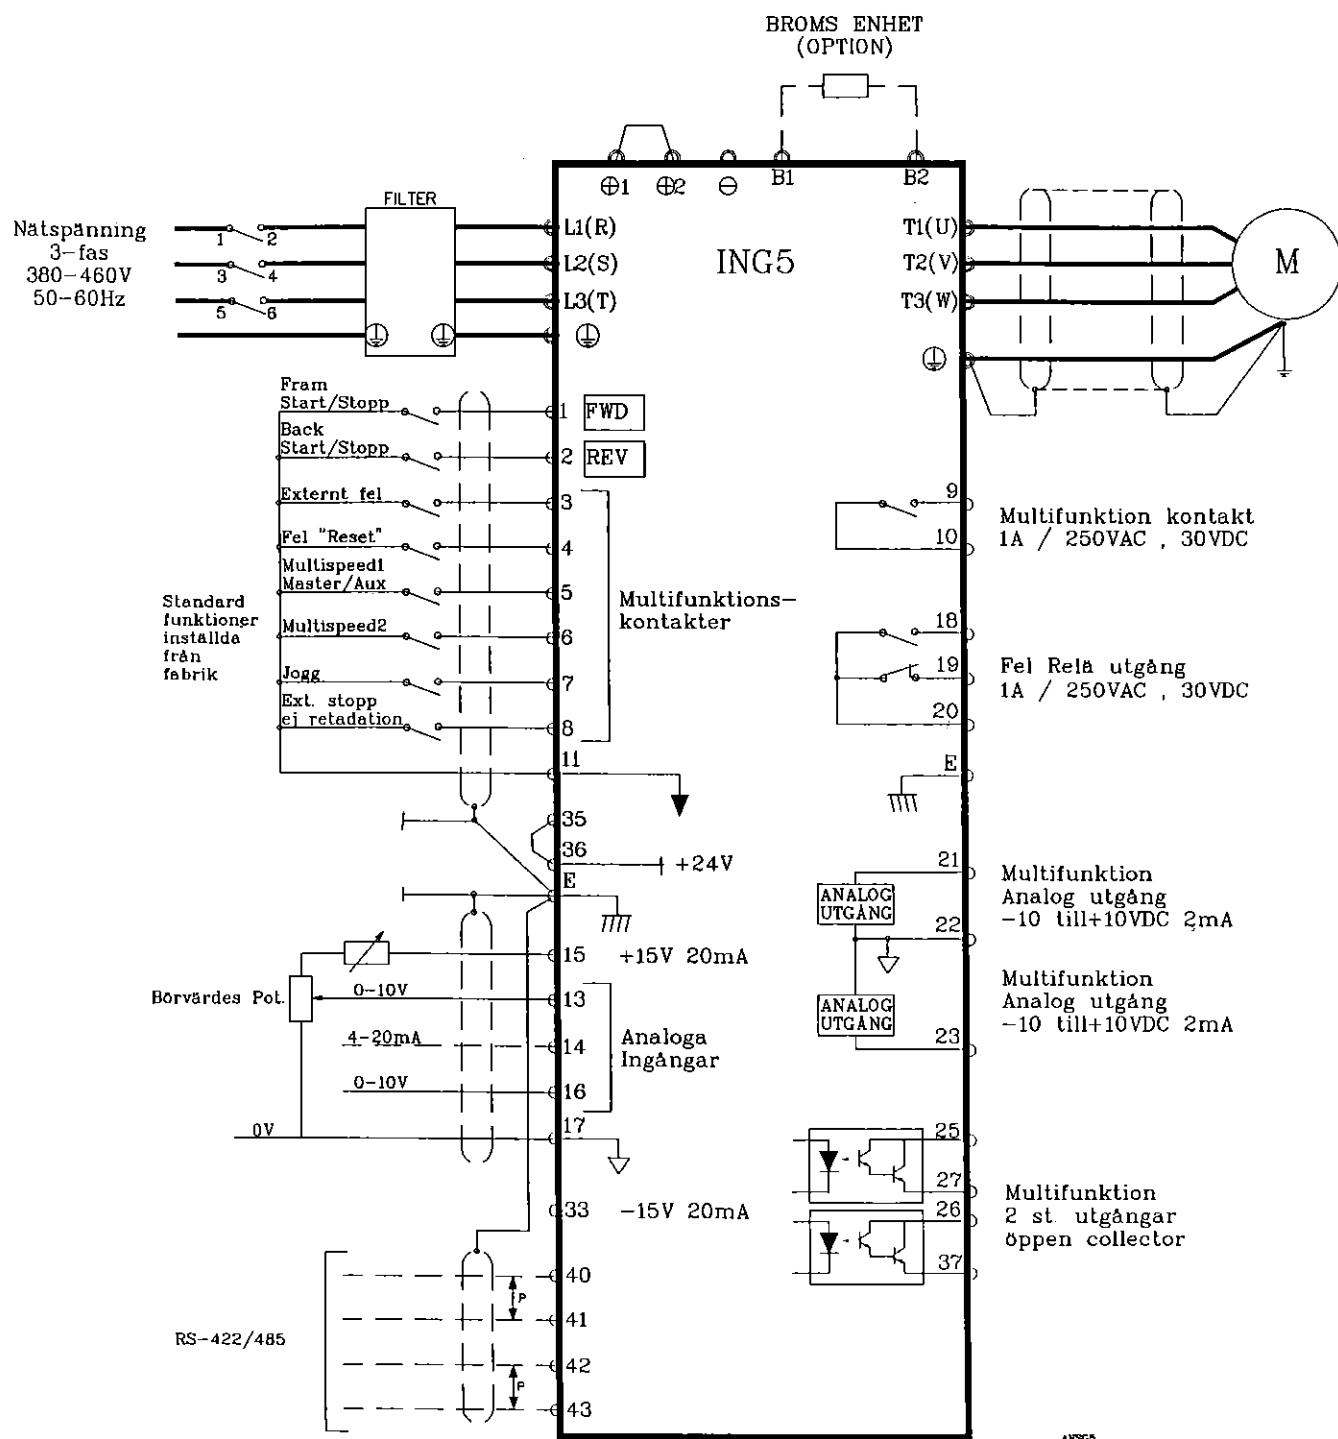 BROMS ENHET
(OPTION)
⊕1
⊕2
⊖
B1
B2
FILTER
Nätspänning
3-fas
380-460V
50-60Hz
1
2
3
4
5
6
L1(R)
L2(S)
L3(T)
ING5
T1(U)
T2(V)
T3(W)
M
Fram
Start/Stopp
1
FWD
Back
Start/Stopp
2
REV
Externt fel
3
Fel "Reset"
4
Multispeed1
Master/Aux
5
Multispeed2
6
Jogg
7
Ext. stopp
ej retadation
8
11
Standard
funktioner
inställda
från
fabrik
Multifunktions-
kontakter
9
10
Multifunktion kontakt
1A / 250VAC , 30VDC
18
19
20
Fel Relä utgång
1A / 250VAC , 30VDC
E
35
36
+24V
E
21
ANALOG
UTGÅNG
22
Multifunktion
Analog utgång
-10 till+10VDC 2mA
15
+15V 20mA
Börvärdes Pot.
0-10V
13
4-20mA
14
0-10V
16
Analoga
Ingångar
0V
17
ANALOG
UTGÅNG
23
Multifunktion
Analog utgång
-10 till+10VDC 2mA
33
-15V 20mA
25
27
26
37
Multifunktion
2 st. utgångar
öppen collector
RS-422/485
40
P
41
42
P
43